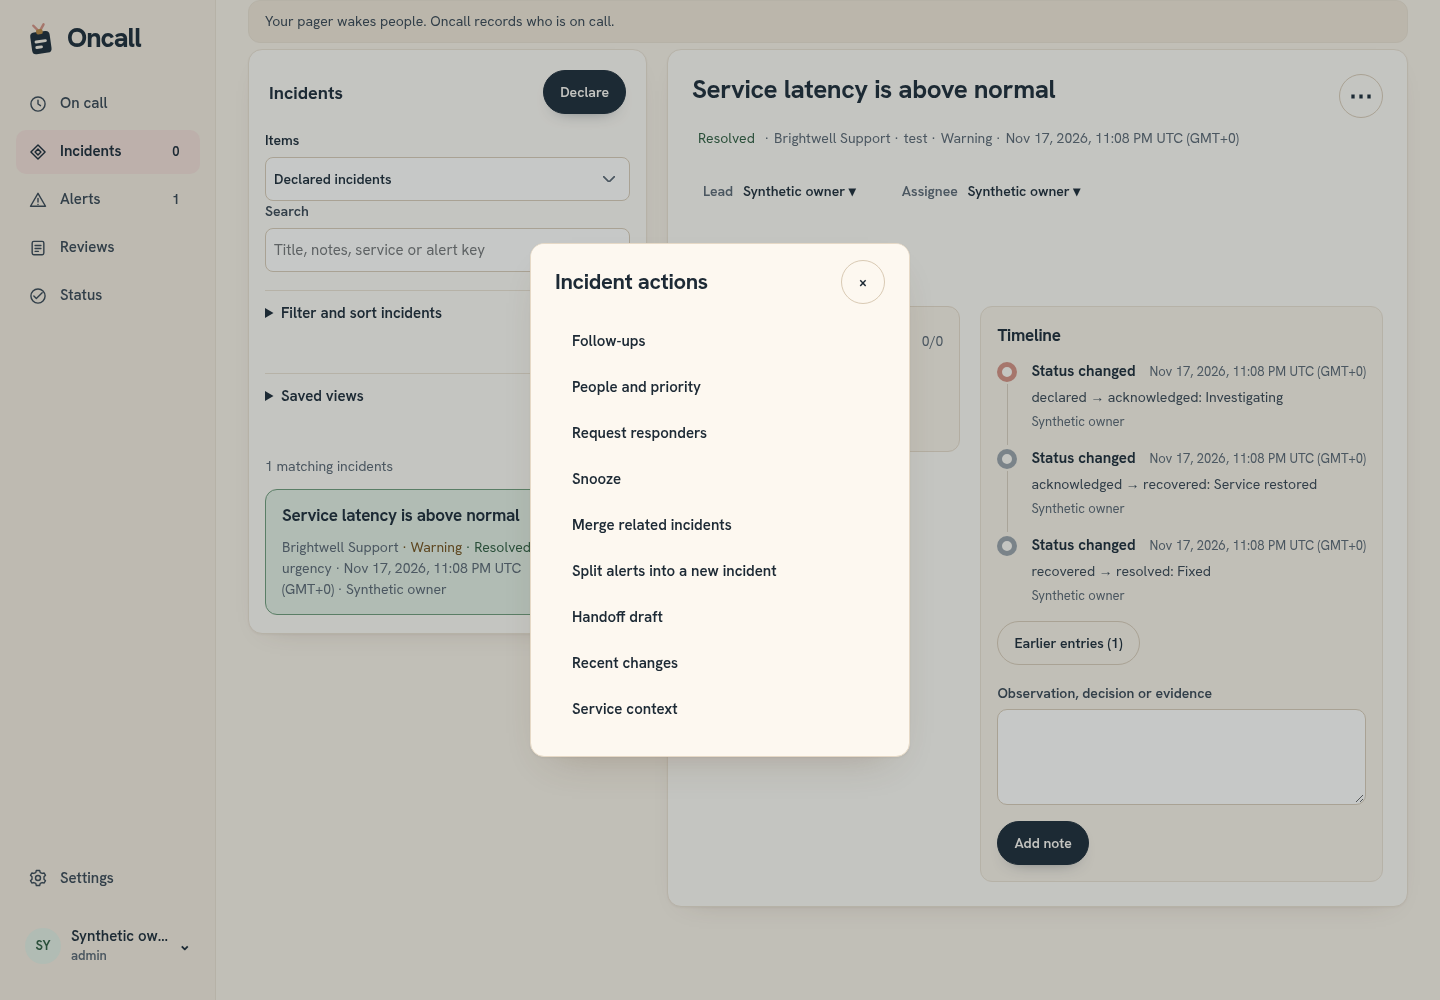 Oncall
On call
Incidents 0
Alerts 1
Reviews
Status
Settings
SY
Synthetic ow...
admin
Your pager wakes people. Oncall records who is on call.
Incidents
Declare
Items
Declared incidents
Search
Title, notes, service or alert key
Filter and sort incidents
Saved views
1 matching incidents
Service latency is above normal
Brightwell Support · Warning · Resolved
urgency · Nov 17, 2026, 11:08 PM UTC
(GMT+0) · Synthetic owner
Service latency is above normal
Resolved · Brightwell Support · test · Warning · Nov 17, 2026, 11:08 PM UTC (GMT+0)
Lead Synthetic owner ▾ Assignee Synthetic owner ▾
0/0
Incident actions
×
Follow-ups
People and priority
Request responders
Snooze
Merge related incidents
Split alerts into a new incident
Handoff draft
Recent changes
Service context
Timeline
Status changed Nov 17, 2026, 11:08 PM UTC (GMT+0)
declared → acknowledged: Investigating
Synthetic owner
Status changed Nov 17, 2026, 11:08 PM UTC (GMT+0)
acknowledged → recovered: Service restored
Synthetic owner
Status changed Nov 17, 2026, 11:08 PM UTC (GMT+0)
recovered → resolved: Fixed
Synthetic owner
Earlier entries (1)
Observation, decision or evidence
Add note